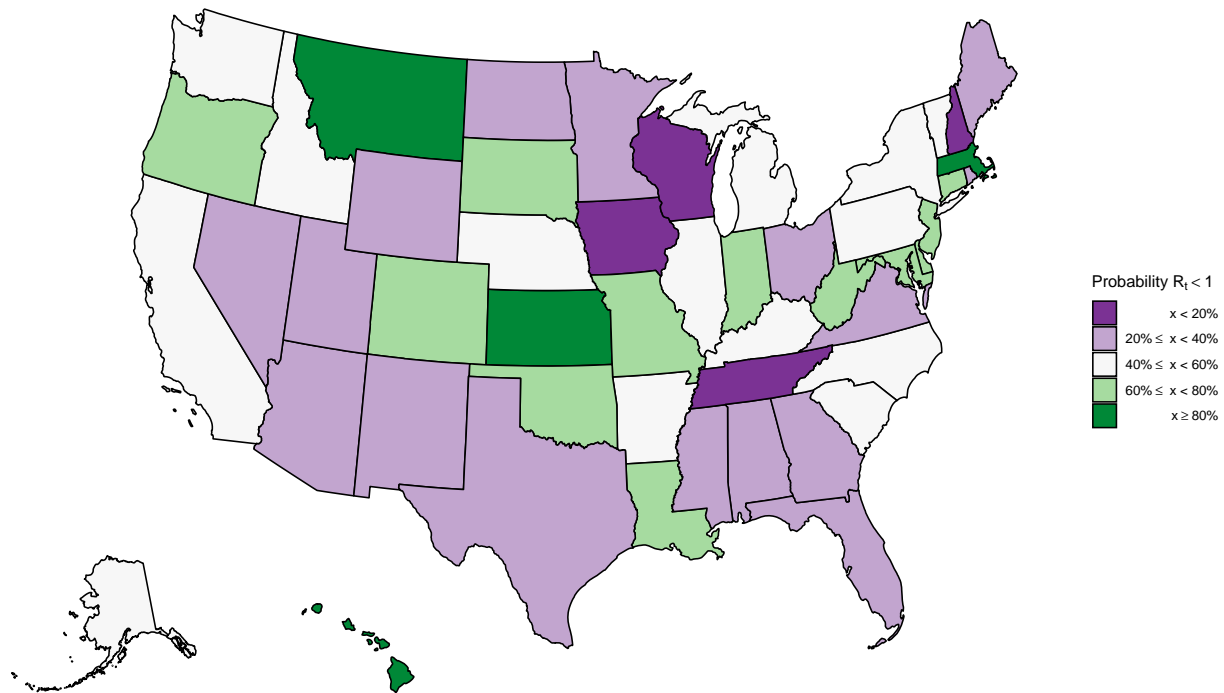 Probability Rₜ < 1
x < 20%
20% ≤ x < 40%
40% ≤ x < 60%
60% ≤ x < 80%
x ≥ 80%